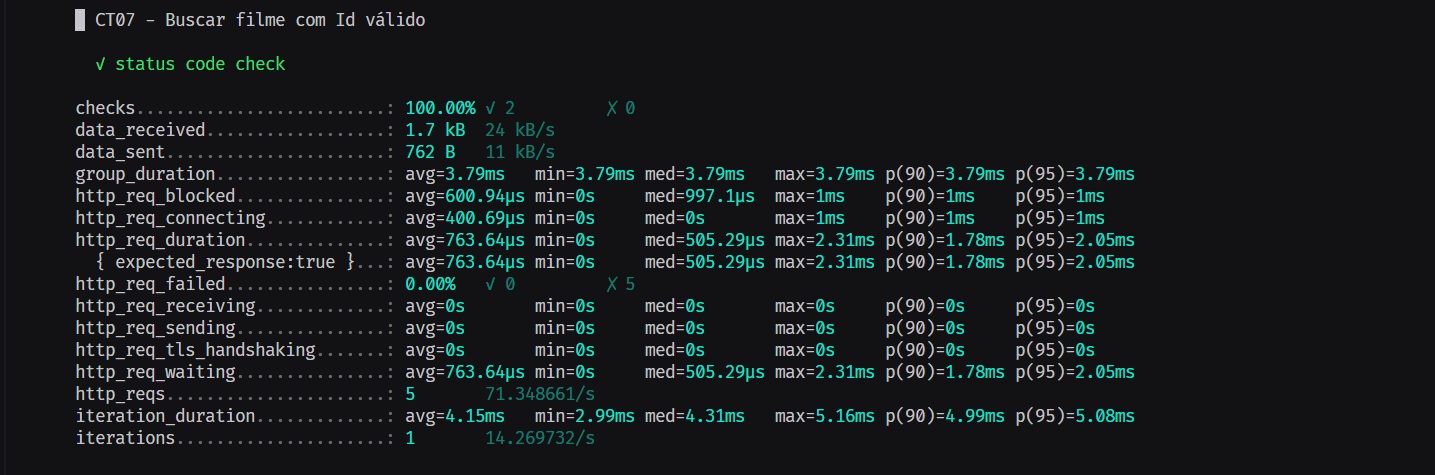 CT07 - Buscar filme com Id válido
√ status code check
checks.........................: 100.00% √ 2 ✗ 0
data_received..................: 1.7 kB 24 kB/s
data_sent......................: 762 B 11 kB/s
group_duration.................: avg=3.79ms min=3.79ms med=3.79ms max=3.79ms p(90)=3.79ms p(95)=3.79ms
http_req_blocked...............: avg=600.94µs min=0s med=997.1µs max=1ms p(90)=1ms p(95)=1ms
http_req_connecting............: avg=400.69µs min=0s med=0s max=1ms p(90)=1ms p(95)=1ms
http_req_duration..............: avg=763.64µs min=0s med=505.29µs max=2.31ms p(90)=1.78ms p(95)=2.05ms
{ expected_response:true }...: avg=763.64µs min=0s med=505.29µs max=2.31ms p(90)=1.78ms p(95)=2.05ms
http_req_failed................: 0.00% √ 0 ✗ 5
http_req_receiving.............: avg=0s min=0s med=0s max=0s p(90)=0s p(95)=0s
http_req_sending...............: avg=0s min=0s med=0s max=0s p(90)=0s p(95)=0s
http_req_tls_handshaking.......: avg=0s min=0s med=0s max=0s p(90)=0s p(95)=0s
http_req_waiting...............: avg=763.64µs min=0s med=505.29µs max=2.31ms p(90)=1.78ms p(95)=2.05ms
http_reqs......................: 5 71.348661/s
iteration_duration.............: avg=4.15ms min=2.99ms med=4.31ms max=5.16ms p(90)=4.99ms p(95)=5.08ms
iterations.....................: 1 14.269732/s